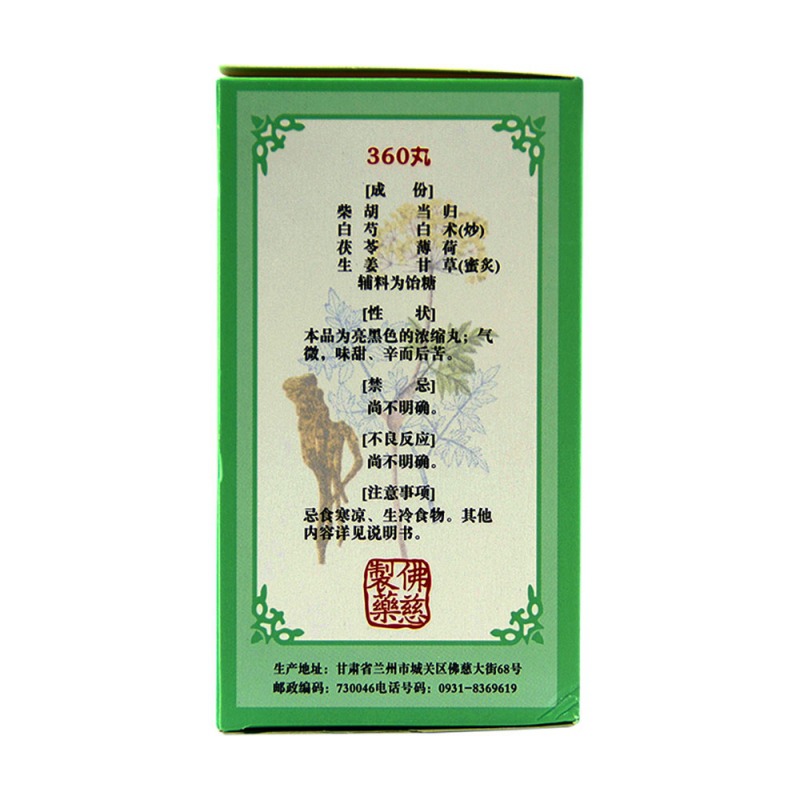 360丸
[成 份]
柴胡 当归
白芍 白术(炒)
茯苓 薄荷
生姜 甘草(蜜炙)
辅料为饴糖
[性 状]
本品为亮黑色的浓缩丸；气
微，味甜、辛而后苦。
[禁 忌]
尚不明确。
[不良反应]
尚不明确。
[注意事项]
忌食寒凉、生冷食物。其他
内容详见说明书。
佛慈
製藥
生产地址：甘肃省兰州市城关区佛慈大街68号
邮政编码：730046电话号码：0931-8369619